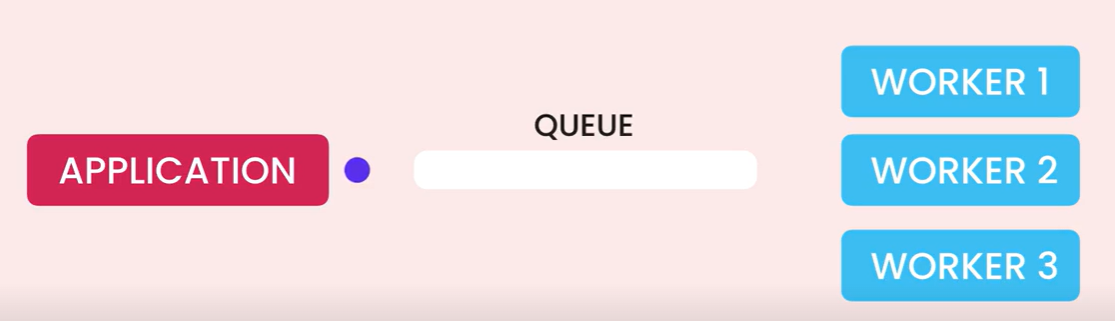 APPLICATION
QUEUE
WORKER 1
WORKER 2
WORKER 3